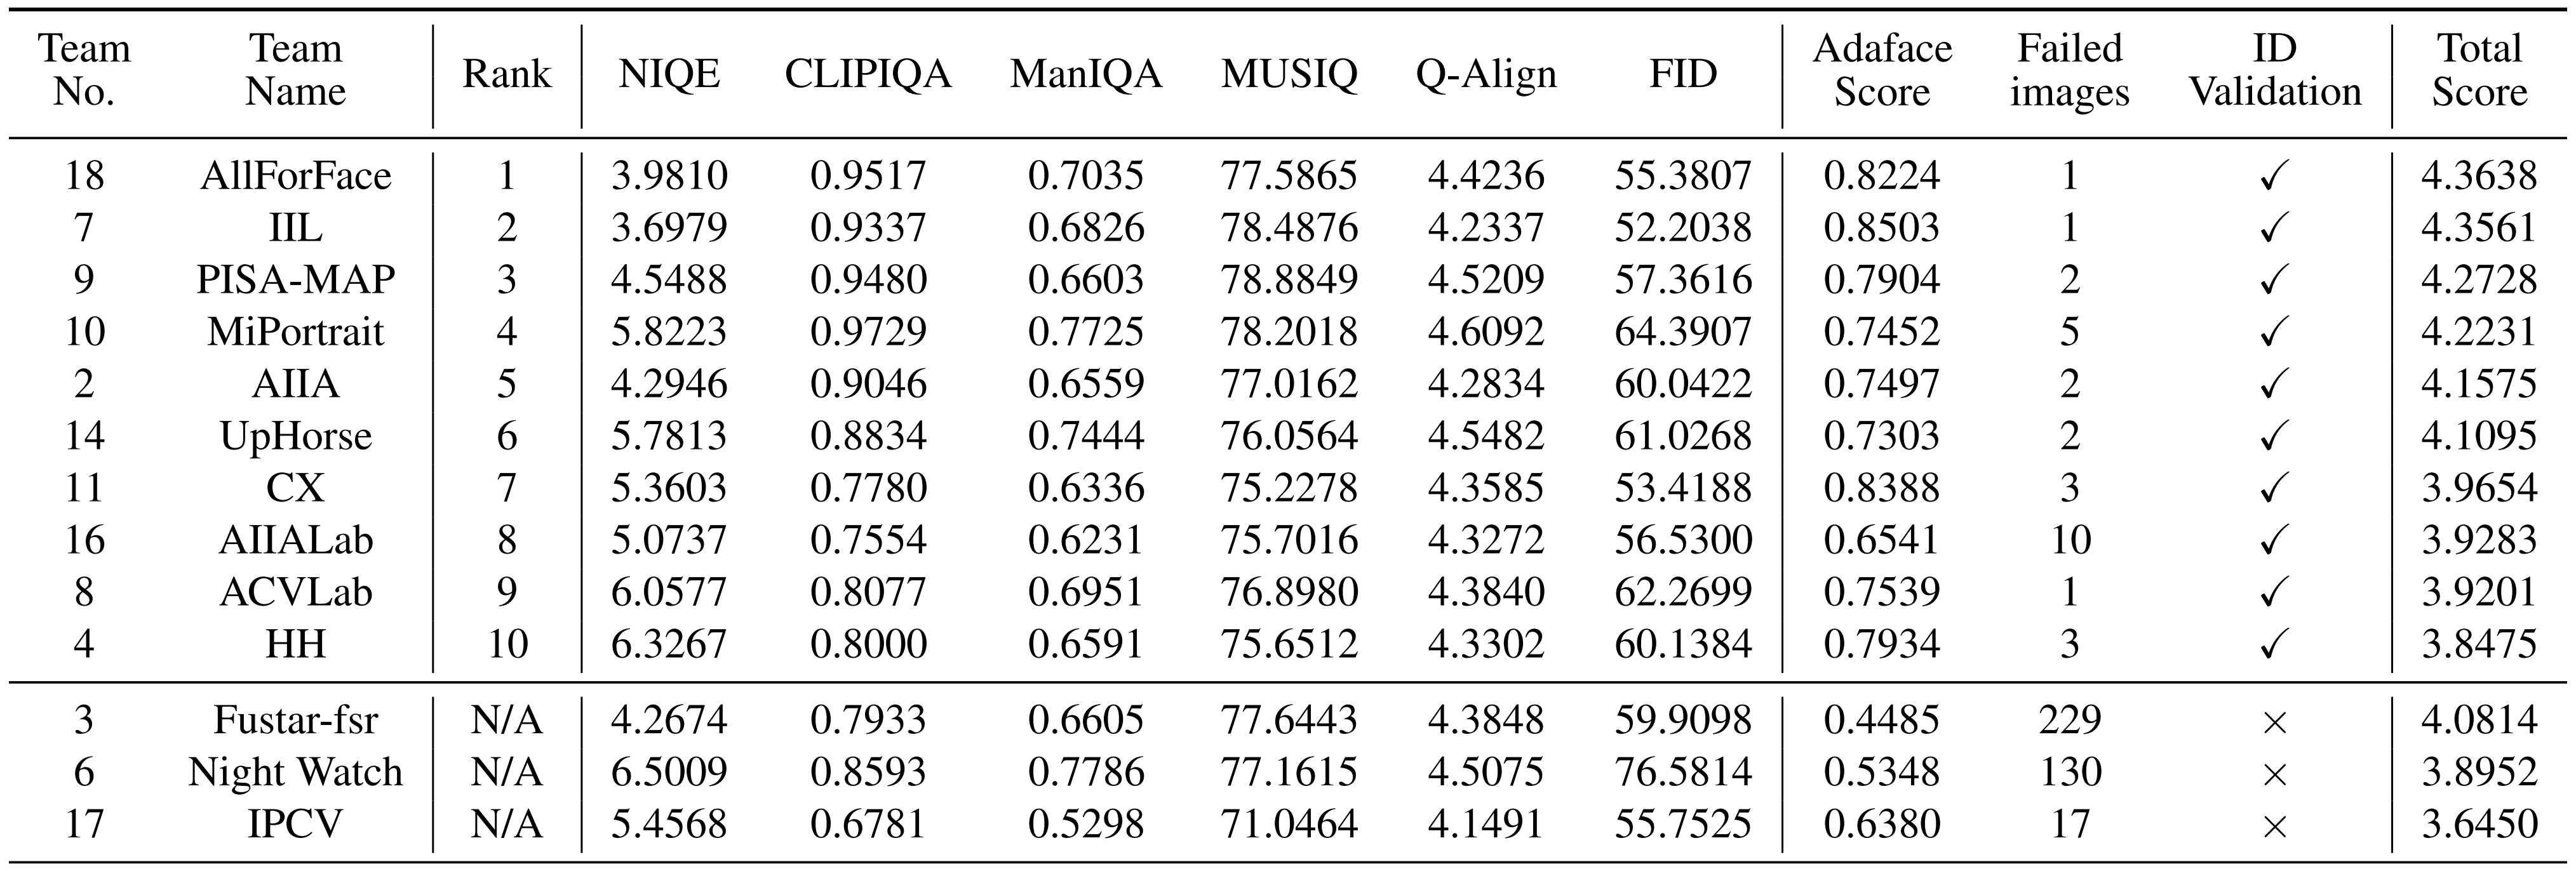 Team No. Team Name Rank NIQE CLIPIQA ManIQA MUSIQ Q-Align FID Adaface Score Failed images ID Validation Total Score
18 AllForFace 1 3.9810 0.9517 0.7035 77.5865 4.4236 55.3807 0.8224 1 ✓ 4.3638
7 IIL 2 3.6979 0.9337 0.6826 78.4876 4.2337 52.2038 0.8503 1 ✓ 4.3561
9 PISA-MAP 3 4.5488 0.9480 0.6603 78.8849 4.5209 57.3616 0.7904 2 ✓ 4.2728
10 MiPortrait 4 5.8223 0.9729 0.7725 78.2018 4.6092 64.3907 0.7452 5 ✓ 4.2231
2 AIIA 5 4.2946 0.9046 0.6559 77.0162 4.2834 60.0422 0.7497 2 ✓ 4.1575
14 UpHorse 6 5.7813 0.8834 0.7444 76.0564 4.5482 61.0268 0.7303 2 ✓ 4.1095
11 CX 7 5.3603 0.7780 0.6336 75.2278 4.3585 53.4188 0.8388 3 ✓ 3.9654
16 AIIALab 8 5.0737 0.7554 0.6231 75.7016 4.3272 56.5300 0.6541 10 ✓ 3.9283
8 ACVLab 9 6.0577 0.8077 0.6951 76.8980 4.3840 62.2699 0.7539 1 ✓ 3.9201
4 HH 10 6.3267 0.8000 0.6591 75.6512 4.3302 60.1384 0.7934 3 ✓ 3.8475
3 Fustar-fsr N/A 4.2674 0.7933 0.6605 77.6443 4.3848 59.9098 0.4485 229 × 4.0814
6 Night Watch N/A 6.5009 0.8593 0.7786 77.1615 4.5075 76.5814 0.5348 130 × 3.8952
17 IPCV N/A 5.4568 0.6781 0.5298 71.0464 4.1491 55.7525 0.6380 17 × 3.6450